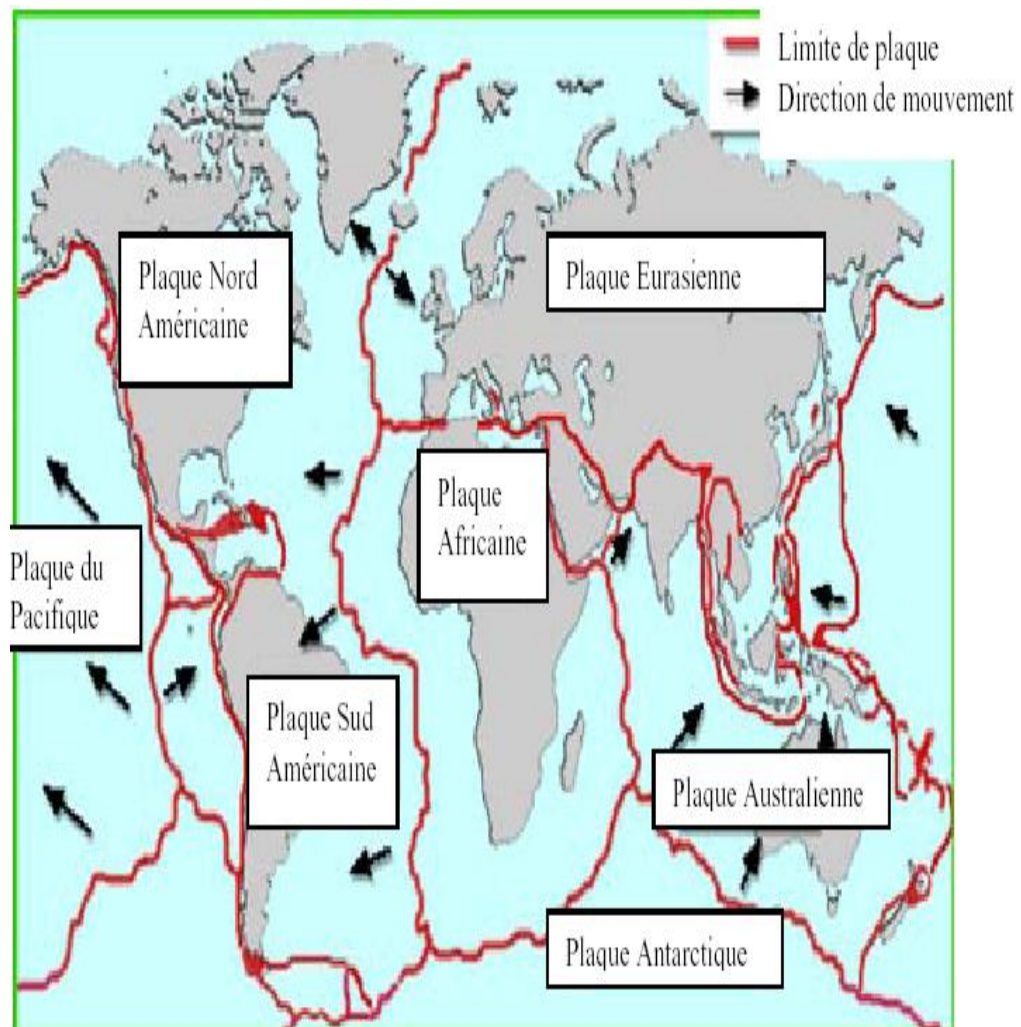 Limite de plaque
Direction de mouvement
Plaque Nord
Américaine
Plaque Eurasienne
Plaque
Africaine
Plaque du
Pacifique
Plaque Sud
Américaine
Plaque Australienne
Plaque Antarctique